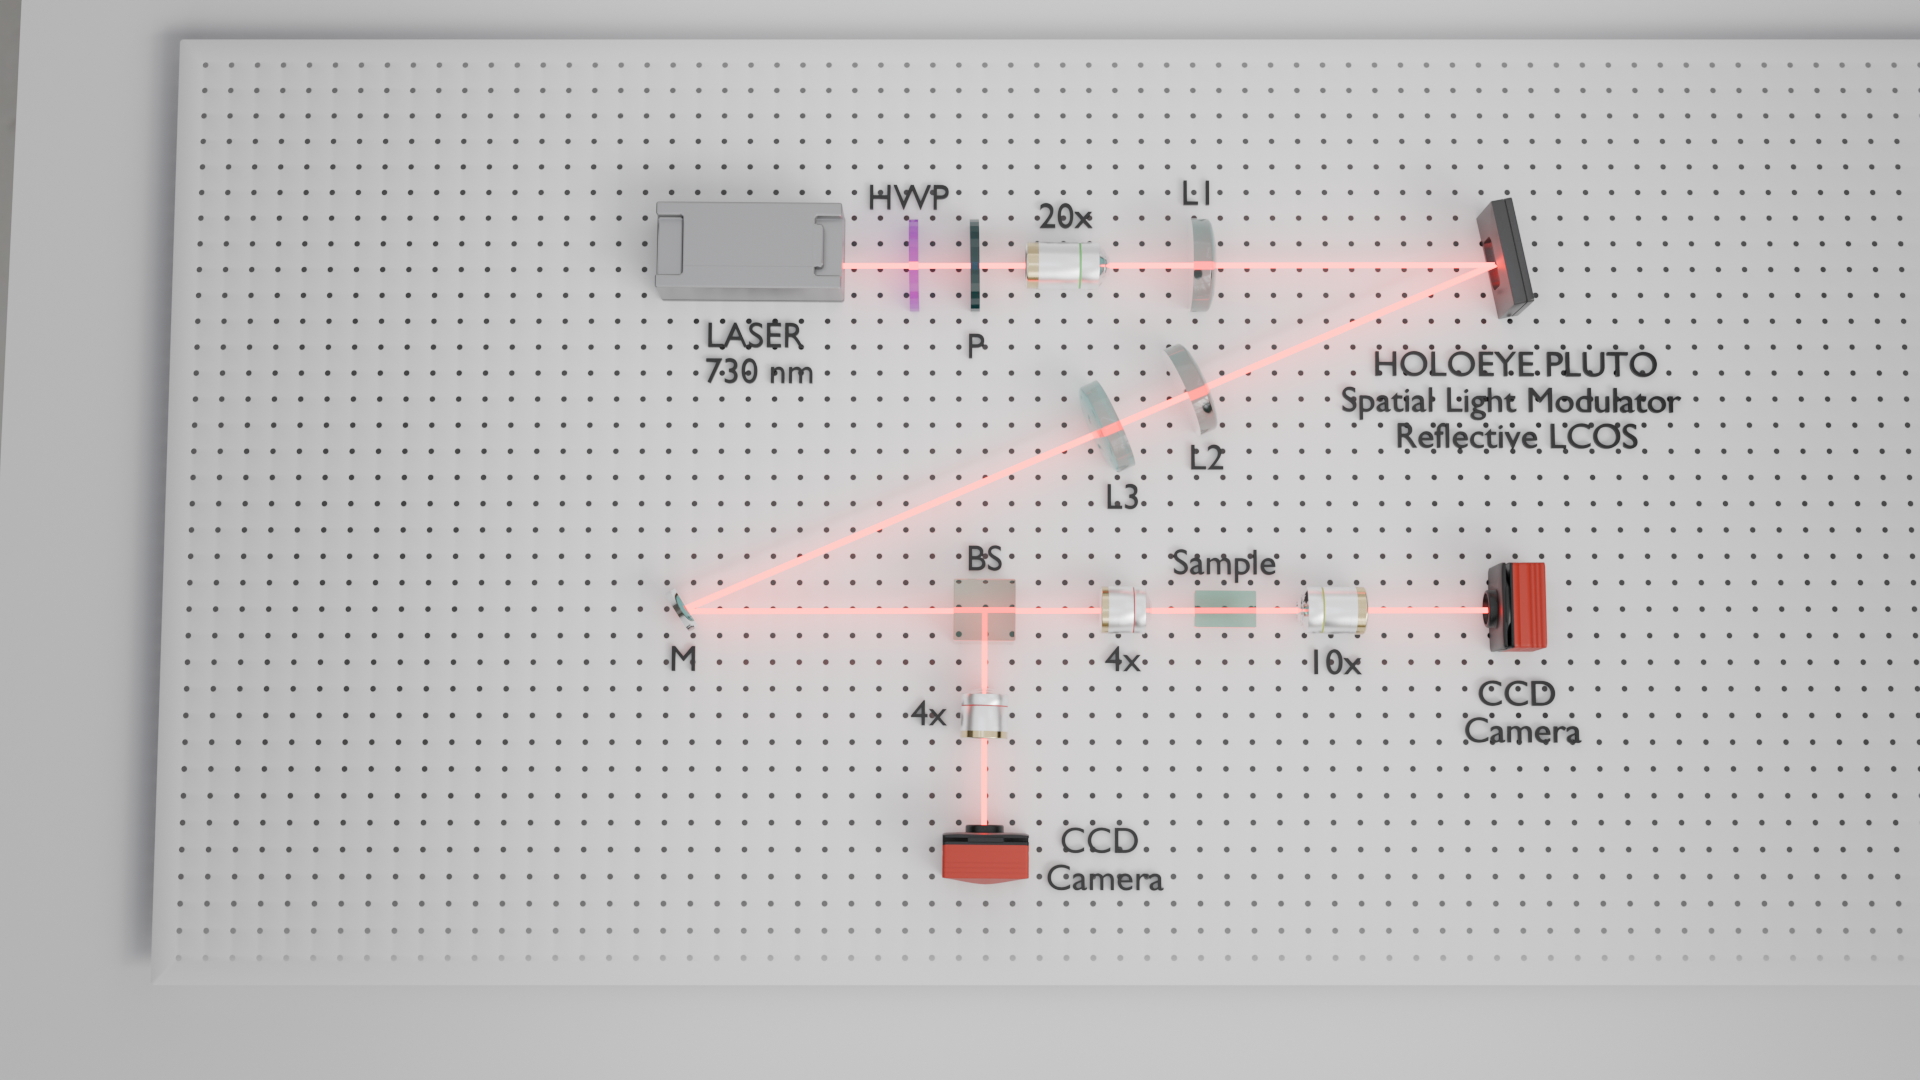 HWP
20x
L1
LASER
730 nm
P
HOLOEYE PLUTO
Spatial Light Modulator
Reflective LCOS
L2
L3
BS
Sample
M
4x
10x
CCD
Camera
4x
CCD
Camera